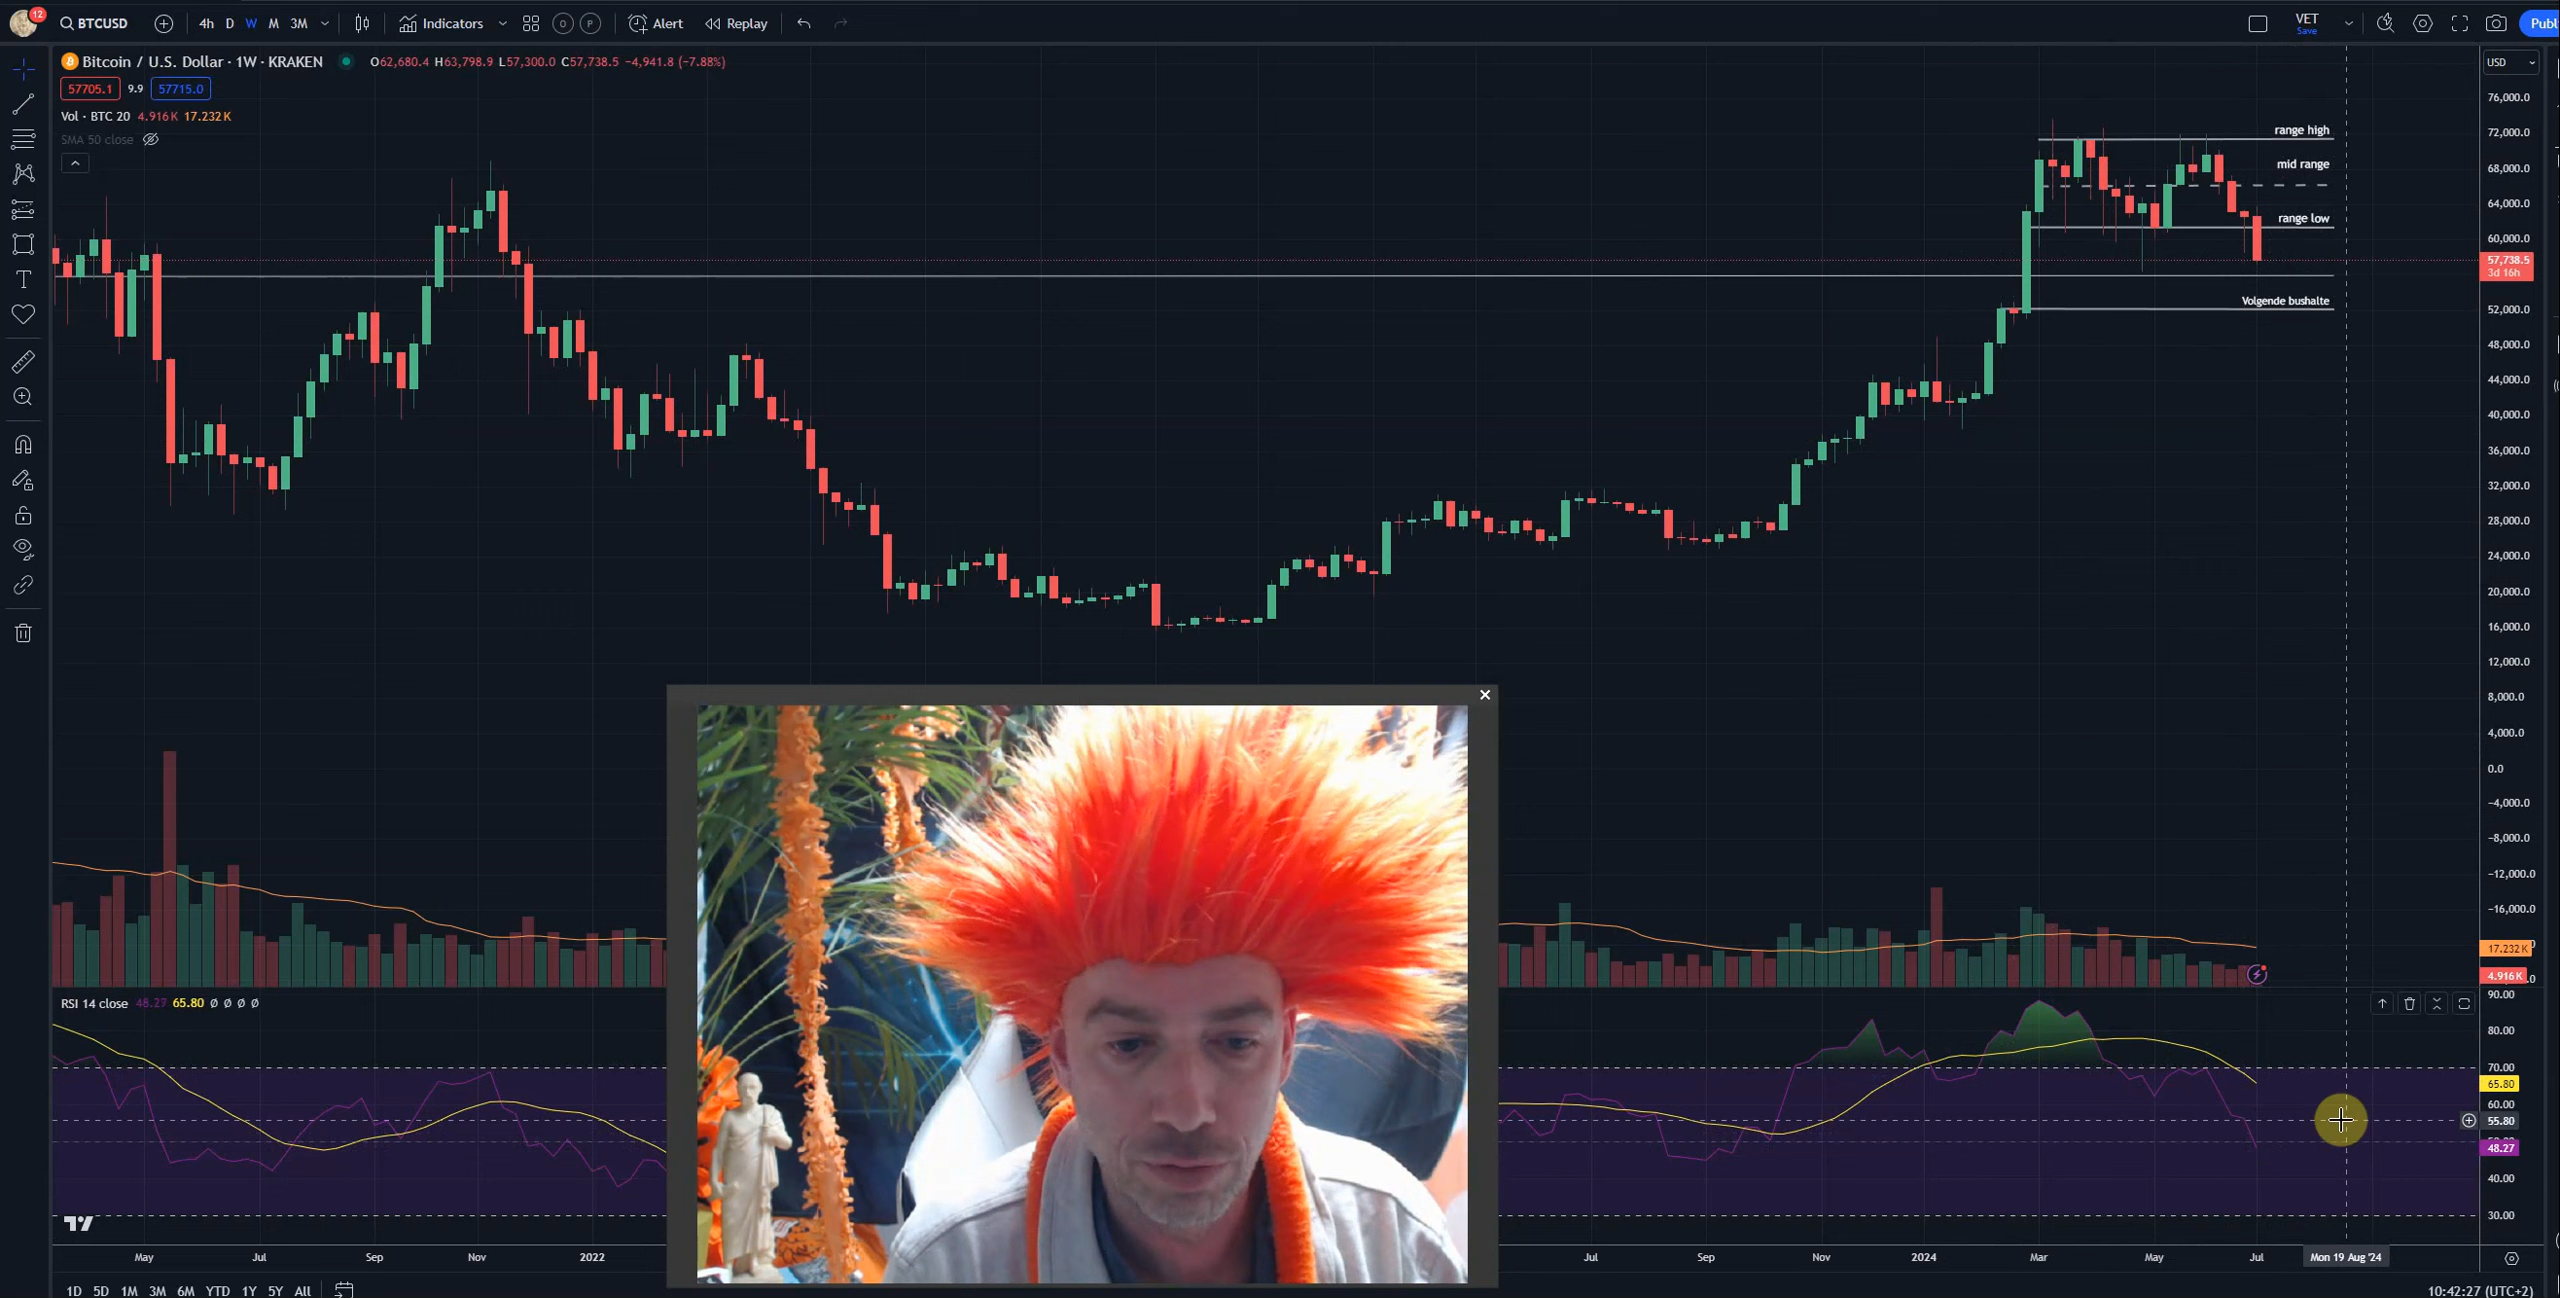 12
BTCUSD
4h D W M 3M
Indicators
Alert
Replay
VET
Save
Publ
Bitcoin / U.S. Dollar · 1W · KRAKEN
O62,680.4 H63,798.9 L57,300.0 C57,738.5 −4,941.8 (−7.88%)
57705.1 9.9 57715.0
Vol · BTC 20 4.916K 17.232K
SMA 50 close
USD
76,000.0
range high
72,000.0
mid range
68,000.0
64,000.0
range low
60,000.0
57,738.5
3d 16h
Volgende bushalte
52,000.0
48,000.0
44,000.0
40,000.0
36,000.0
32,000.0
28,000.0
24,000.0
20,000.0
16,000.0
12,000.0
8,000.0
4,000.0
0.0
−4,000.0
−8,000.0
−12,000.0
−16,000.0
17.232K
4.916K
RSI 14 close 48.27 65.80 Ø Ø Ø Ø
90.00
80.00
70.00
65.80
60.00
55.80
48.27
40.00
30.00
May Jul Sep Nov 2022 Jul Sep Nov 2024 Mar May Jul Mon 19 Aug '24
1D 5D 1M 3M 6M YTD 1Y 5Y All
10:42:27 (UTC+2)